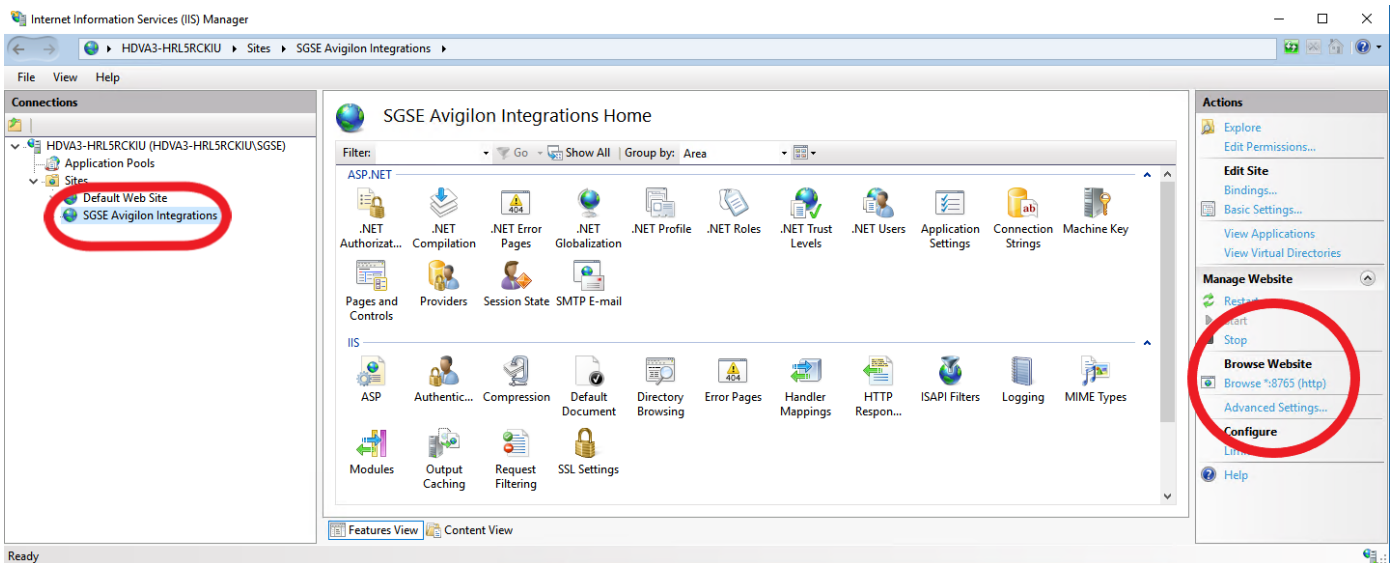 Internet Information Services (IIS) Manager
HDVA3-HRL5RCKIU Sites SGSE Avigilon Integrations
File View Help
Connections
HDVA3-HRL5RCKIU (HDVA3-HRL5RCKIU\SGSE)
Application Pools
Sites
Default Web Site
SGSE Avigilon Integrations
SGSE Avigilon Integrations Home
Filter: Go Show All Group by: Area
ASP.NET
.NET Authorizat...
.NET Compilation
.NET Error Pages
.NET Globalization
.NET Profile
.NET Roles
.NET Trust Levels
.NET Users
Application Settings
Connection Strings
Machine Key
Pages and Controls
Providers
Session State
SMTP E-mail
IIS
ASP
Authentic...
Compression
Default Document
Directory Browsing
Error Pages
Handler Mappings
HTTP Respon...
ISAPI Filters
Logging
MIME Types
Modules
Output Caching
Request Filtering
SSL Settings
Features View Content View
Actions
Explore
Edit Permissions...
Edit Site
Bindings...
Basic Settings...
View Applications
View Virtual Directories
Manage Website
Restart
Start
Stop
Browse Website
Browse *:8765 (http)
Advanced Settings...
Configure
Help
Ready